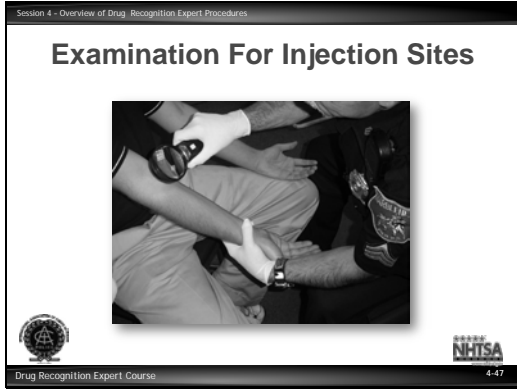 Session 4 - Overview of Drug Recognition Expert Procedures
Examination For Injection Sites
NHTSA
Drug Recognition Expert Course
4-47